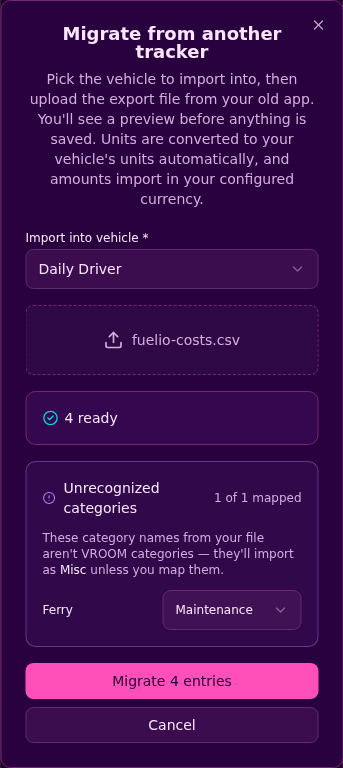 Migrate from another
tracker
Pick the vehicle to import into, then
upload the export file from your old app.
You'll see a preview before anything is
saved. Units are converted to your
vehicle's units automatically, and
amounts import in your configured
currency.
Import into vehicle *
Daily Driver
fuelio-costs.csv
4 ready
Unrecognized
categories
1 of 1 mapped
These category names from your file
aren't VROOM categories — they'll import
as Misc unless you map them.
Ferry
Maintenance
Migrate 4 entries
Cancel